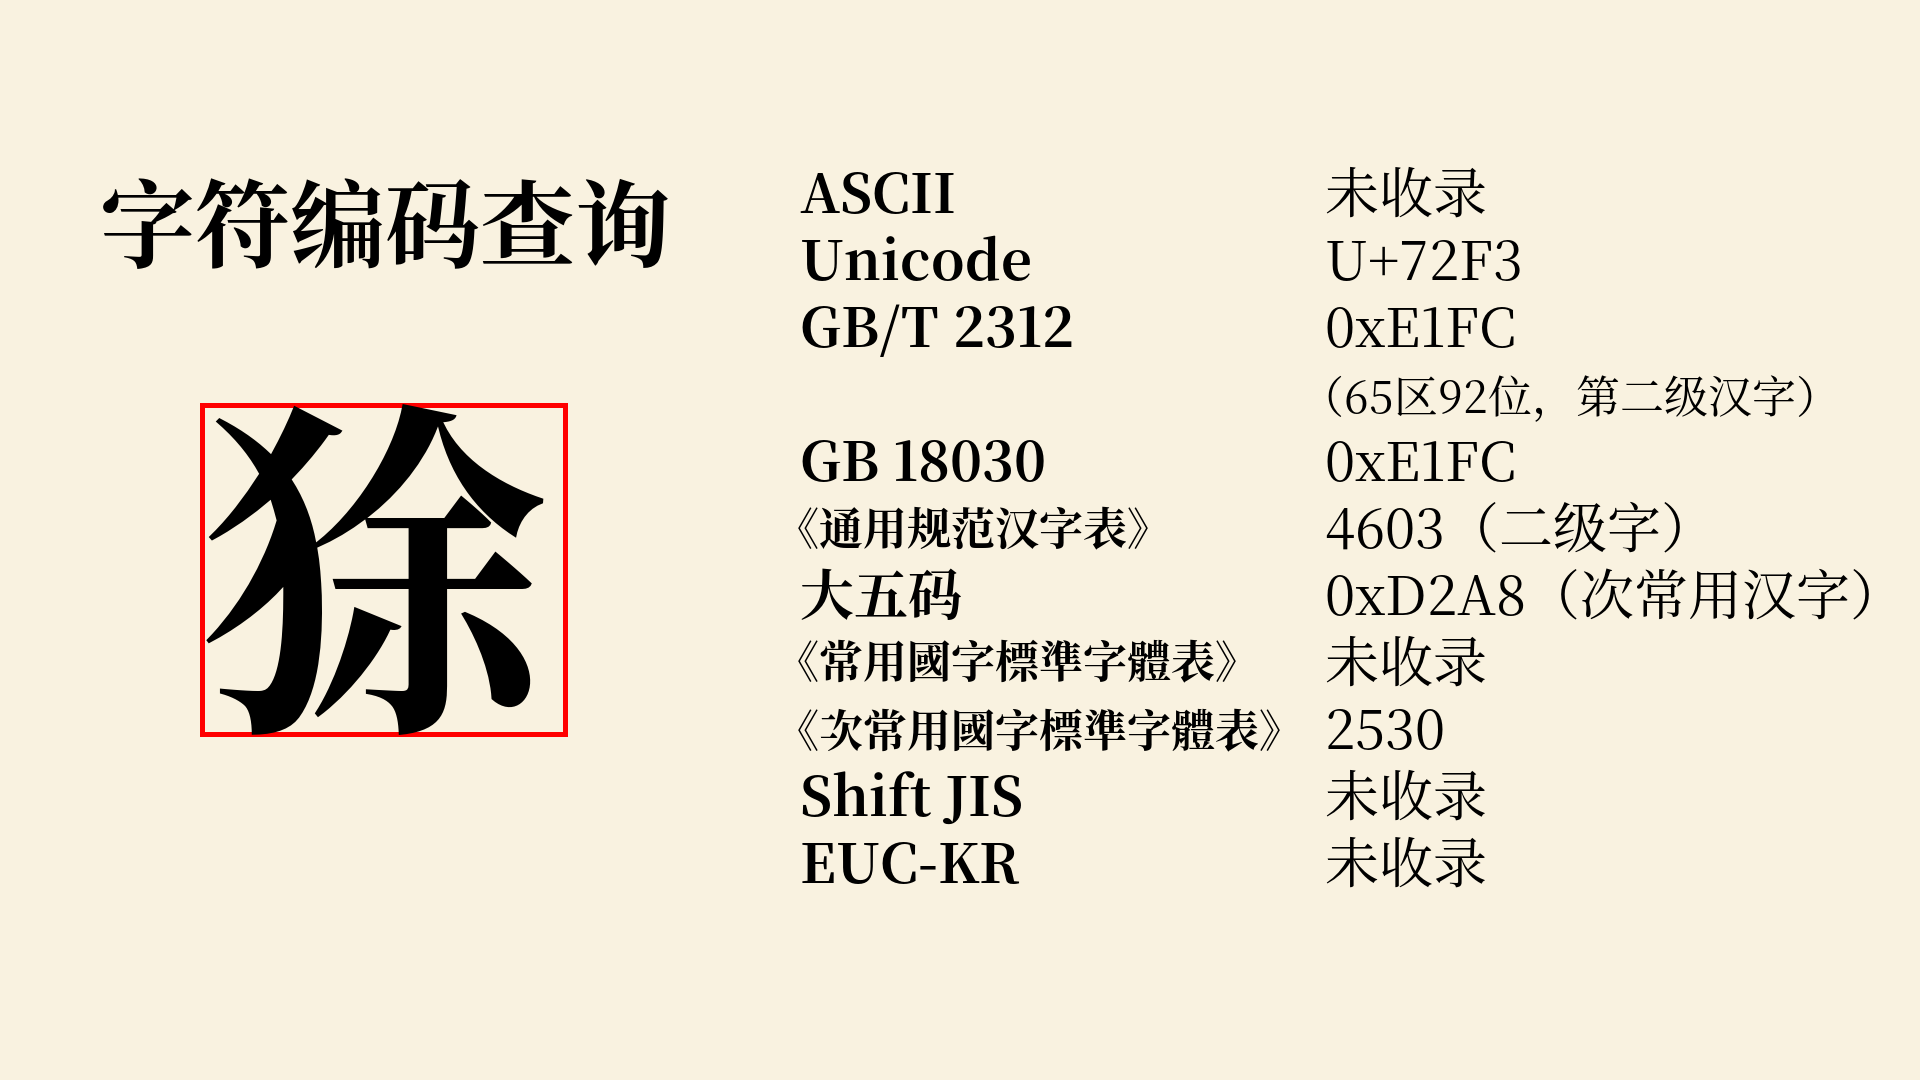 字符编码查询
狳
ASCII 未收录
Unicode U+72F3
GB/T 2312 0xE1FC
（65区92位，第二级汉字）
GB 18030 0xE1FC
《通用规范汉字表》 4603（二级字）
大五码 0xD2A8（次常用汉字）
《常用國字標準字體表》 未收录
《次常用國字標準字體表》 2530
Shift JIS 未收录
EUC-KR 未收录